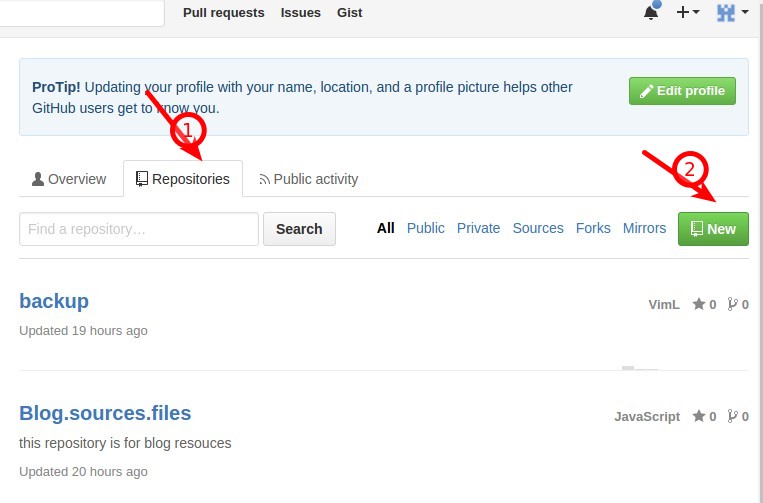 Pull requests Issues Gist
ProTip! Updating your profile with your name, location, and a profile picture helps other
GitHub users get to know you.
Edit profile
1
2
Overview Repositories Public activity
Find a repository… Search All Public Private Sources Forks Mirrors New
backup
VimL 0 0
Updated 19 hours ago
Blog.sources.files
JavaScript 0 0
this repository is for blog resouces
Updated 20 hours ago